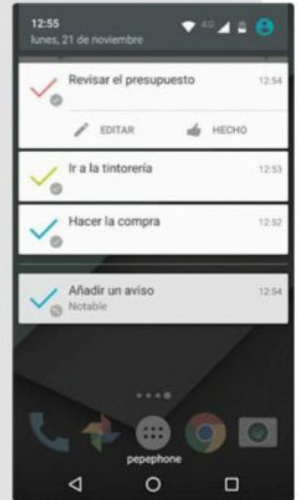 12:55
lunes, 21 de noviembre
4G
Revisar el presupuesto 12:54
EDITAR HECHO
Ir a la tintorería 12:53
Hacer la compra 12:52
Añadir un aviso 12:54
Notable
pepephone